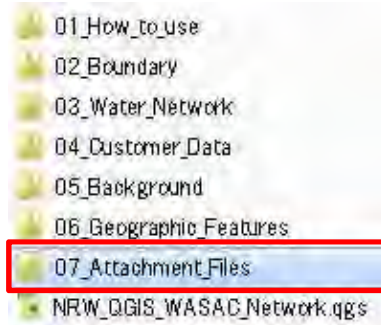 01_How_to_use
02_Boundary
03_Water_Network
04_Customer_Data
05_Background
06_Geographic_Features
07_Attachment_Files
NRW_QGIS_WASAC_Network.qgs